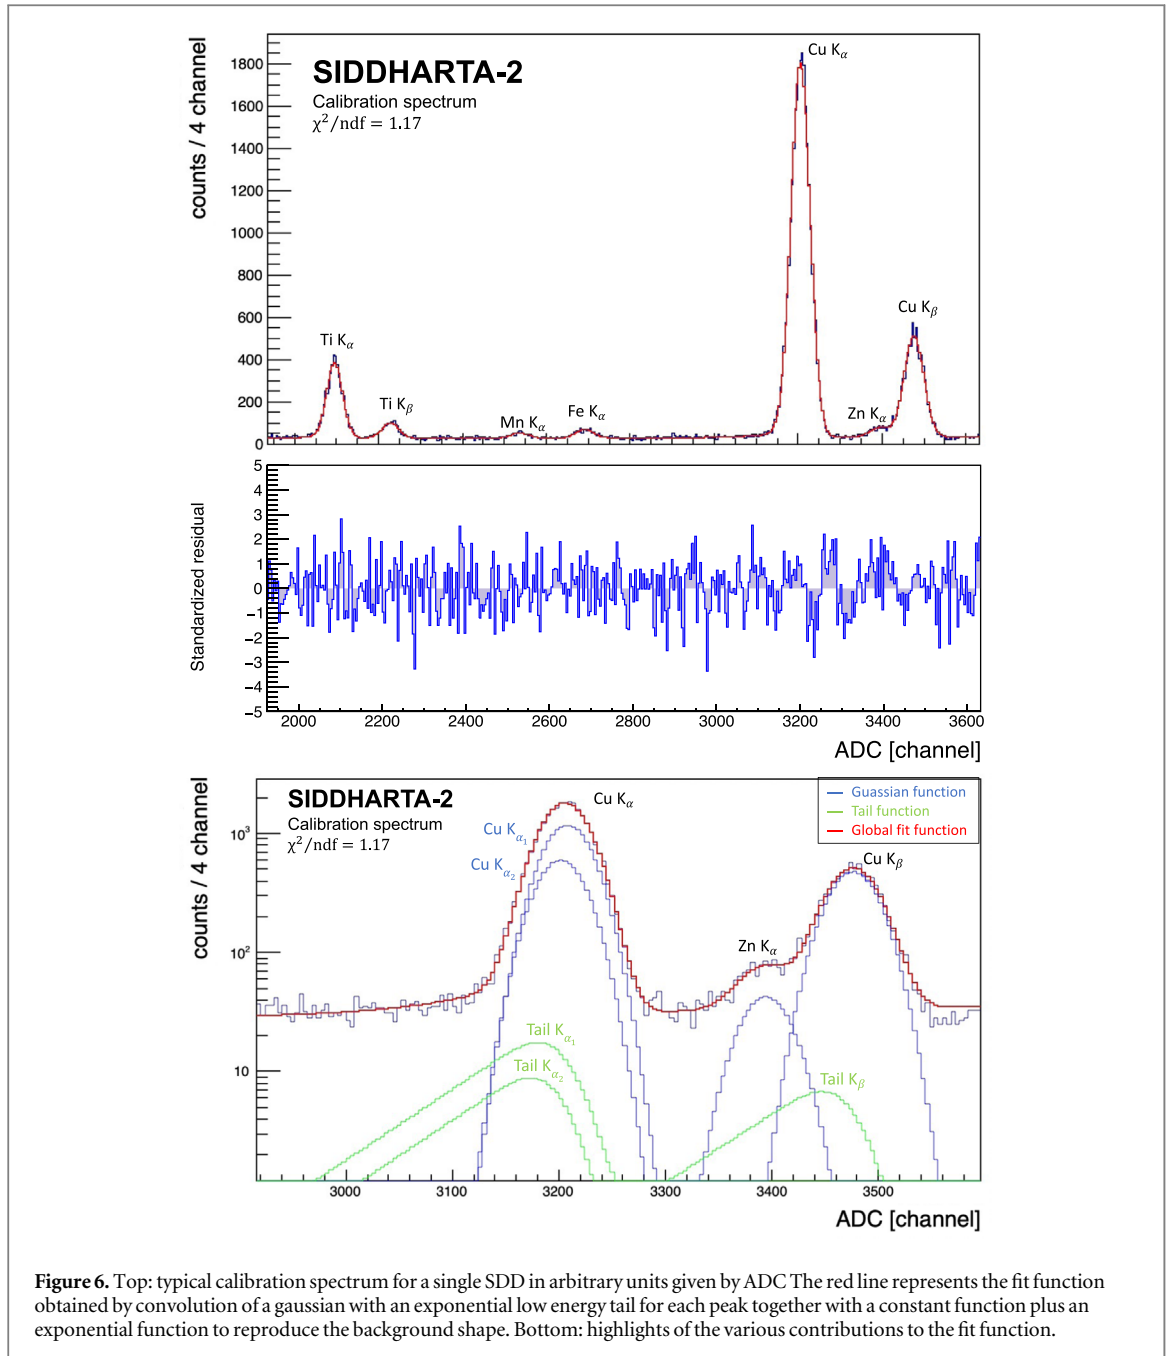 SIDDHARTA-2
Calibration spectrum
χ²/ndf = 1.17
counts / 4 channel
1800
1600
1400
1200
1000
800
600
400
200
0
Ti Kα
Ti Kβ
Mn Kα
Fe Kα
Cu Kα
Zn Kα
Cu Kβ
Standardized residual
5
4
3
2
1
0
−1
−2
−3
−4
−5
2000 2200 2400 2600 2800 3000 3200 3400 3600
ADC [channel]
SIDDHARTA-2
Calibration spectrum
χ²/ndf = 1.17
counts / 4 channel
10³
10²
10
Cu Kα
Cu Kα₁
Cu Kα₂
Guassian function
Tail function
Global fit function
Cu Kβ
Zn Kα
Tail Kα₁
Tail Kα₂
Tail Kβ
3000 3100 3200 3300 3400 3500
ADC [channel]
Figure 6. Top: typical calibration spectrum for a single SDD in arbitrary units given by ADC The red line represents the fit function
obtained by convolution of a gaussian with an exponential low energy tail for each peak together with a constant function plus an
exponential function to reproduce the background shape. Bottom: highlights of the various contributions to the fit function.